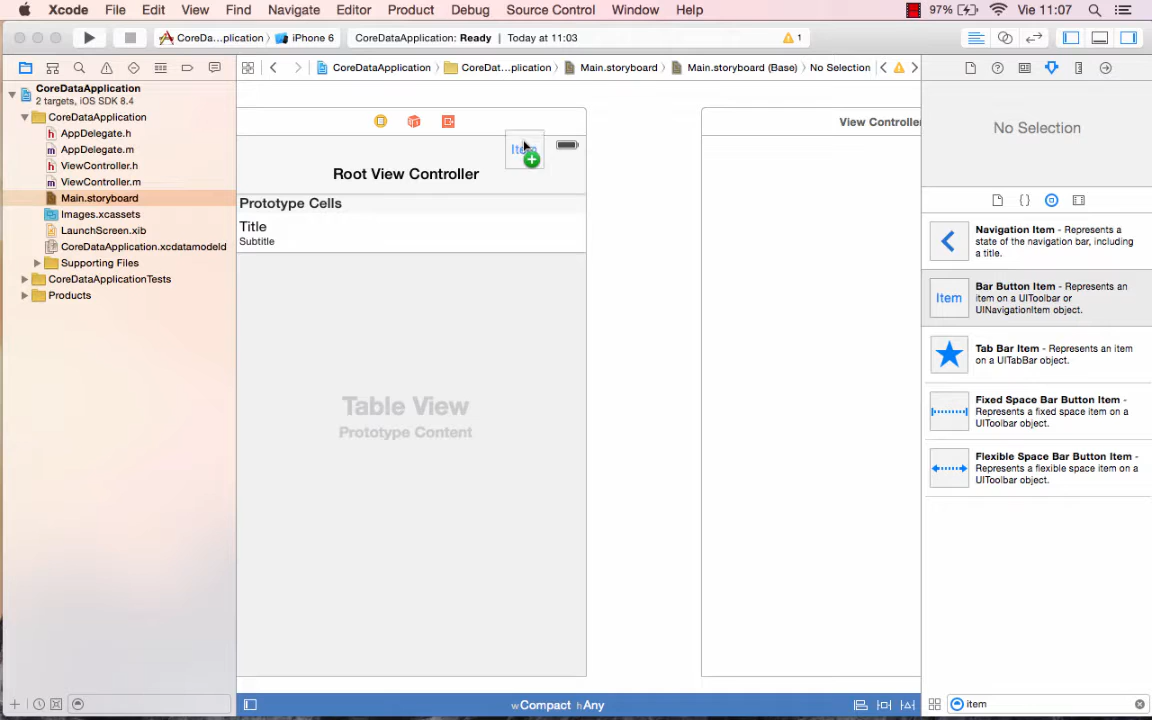 Xcode File Edit View Find Navigate Editor Product Debug Source Control Window Help 97% Vie 11:07
CoreDa...plication iPhone 6 CoreDataApplication: Ready Today at 11:03 1
CoreDataApplication CoreDat...plication Main.storyboard Main.storyboard (Base) No Selection
CoreDataApplication
2 targets, iOS SDK 8.4
CoreDataApplication
AppDelegate.h
AppDelegate.m
ViewController.h
ViewController.m
Main.storyboard
Images.xcassets
LaunchScreen.xib
CoreDataApplication.xcdatamodeld
Supporting Files
CoreDataApplicationTests
Products
Root View Controller
Prototype Cells
Title
Subtitle
Table View
Prototype Content
View Controller
wCompact hAny
No Selection
Navigation Item - Represents a
state of the navigation bar, including
a title.
Item
Bar Button Item - Represents an
item on a UIToolbar or
UINavigationItem object.
Tab Bar Item - Represents an item
on a UITabBar object.
Fixed Space Bar Button Item -
Represents a fixed space item on a
UIToolbar object.
Flexible Space Bar Button Item -
Represents a flexible space item on a
UIToolbar object.
item